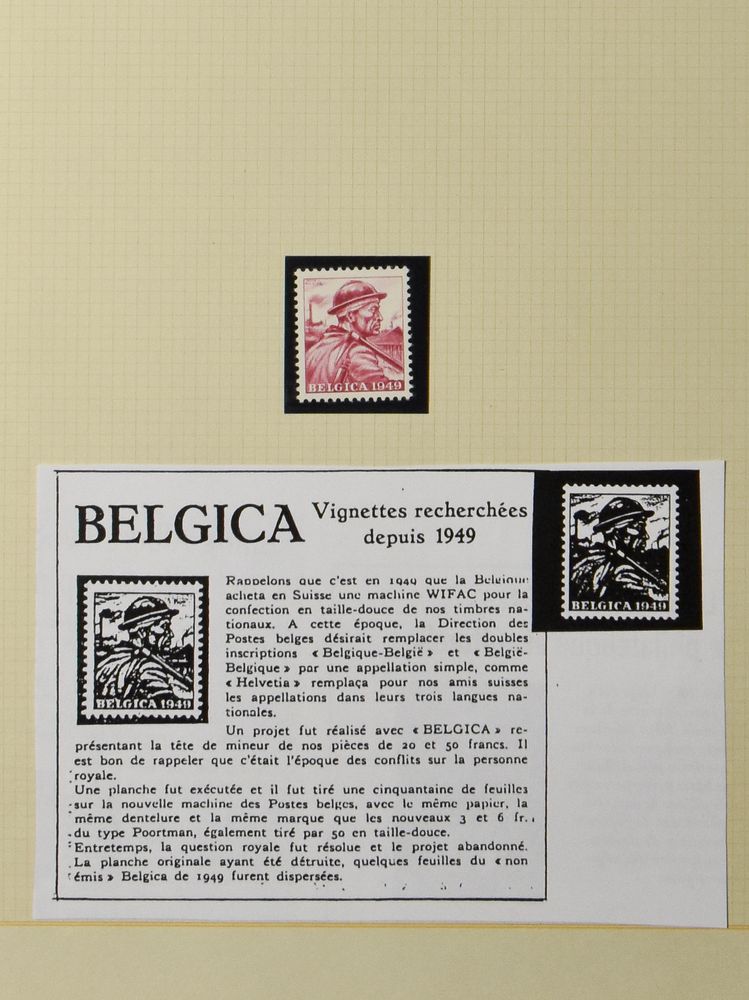 BELGICA 1949
BELGICA
Vignettes recherchées
depuis 1949
BELGICA 1949
Rappelons que c'est en 1949 que la Belgique
acheta en Suisse une machine WIFAC pour la
confection en taille-douce de nos timbres na-
tionaux. A cette époque, la Direction des
Postes belges désirait remplacer les doubles
inscriptions « Belgique-België » et « België-
Belgique » par une appellation simple, comme
« Helvetia » remplaça pour nos amis suisses
les appellations dans leurs trois langues na-
tionales.
BELGICA 1949
Un projet fut réalisé avec « BELGICA » re-
présentant la tête de mineur de nos pièces de 20 et 50 francs. Il
est bon de rappeler que c'était l'époque des conflits sur la personne
royale.
Une planche fut exécutée et il fut tiré une cinquantaine de feuilles
sur la nouvelle machine des Postes belges, avec le même papier, la
même dentelure et la même marque que les nouveaux 3 et 6 fr.
du type Poortman, également tiré par 50 en taille-douce.
Entretemps, la question royale fut résolue et le projet abandonné.
La planche originale ayant été détruite, quelques feuilles du « non
émis » Belgica de 1949 furent dispersées.